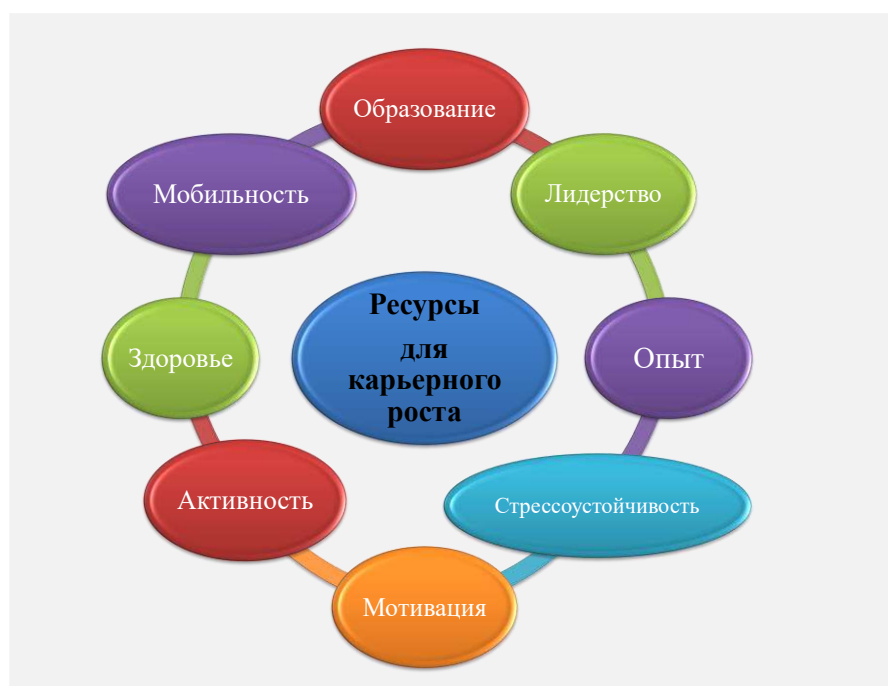 Образование
Мобильность
Лидерство
Ресурсы
для
карьерного
роста
Здоровье
Опыт
Активность
Стрессоустойчивость
Мотивация